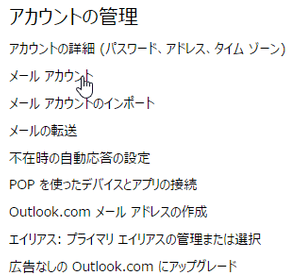 アカウントの管理
アカウントの詳細 (パスワード、アドレス、タイム ゾーン)
メール アカウント
メール アカウントのインポート
メールの転送
不在時の自動応答の設定
POP を使ったデバイスとアプリの接続
Outlook.com メール アドレスの作成
エイリアス: プライマリ エイリアスの管理または選択
広告なしの Outlook.com にアップグレード